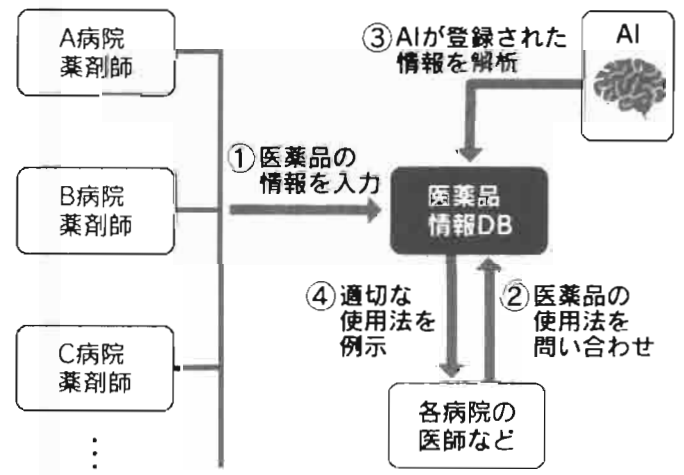 A病院
薬剤師
B病院
薬剤師
C病院
薬剤師
⋮
①医薬品の
情報を入力
③AIが登録された
情報を解析
AI
医薬品
情報DB
④適切な
使用法を
例示
②医薬品の
使用法を
問い合わせ
各病院の
医師など